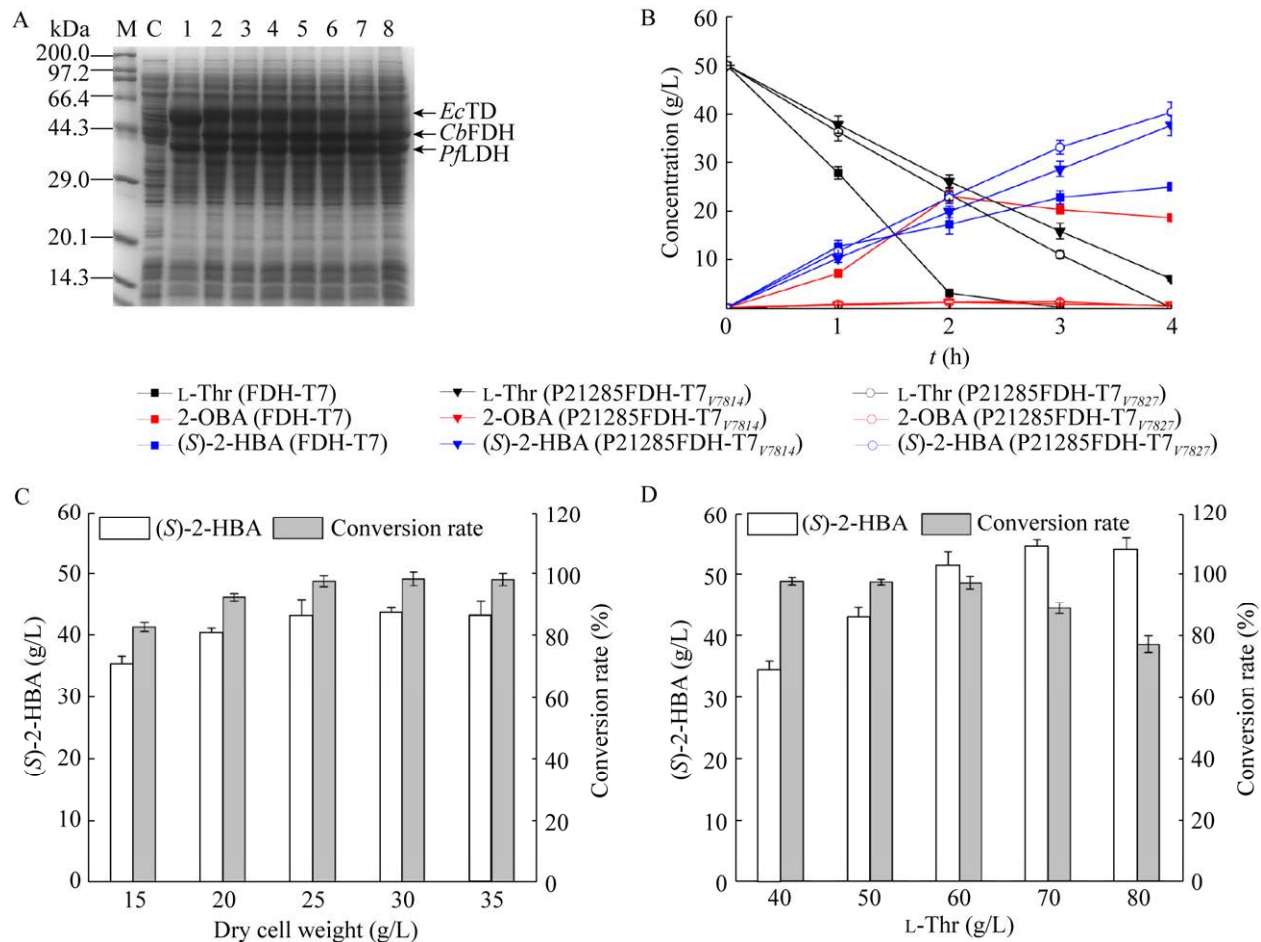 A
kDa M C 1 2 3 4 5 6 7 8
200.0
97.2
66.4
44.3
29.0
20.1
14.3
EcTD
CbFDH
PfLDH
B
60
50
40
30
20
10
0 1 2 3 4
Concentration (g/L)
t (h)
L-Thr (FDH-T7) L-Thr (P21285FDH-T7V7814) L-Thr (P21285FDH-T7V7827)
2-OBA (FDH-T7) 2-OBA (P21285FDH-T7V7814) 2-OBA (P21285FDH-T7V7827)
(S)-2-HBA (FDH-T7) (S)-2-HBA (P21285FDH-T7V7814) (S)-2-HBA (P21285FDH-T7V7827)
C
(S)-2-HBA Conversion rate
60
50
40
30
20
10
0
(S)-2-HBA (g/L)
120
100
80
60
40
20
0
Conversion rate (%)
15 20 25 30 35
Dry cell weight (g/L)
D
(S)-2-HBA Conversion rate
60
50
40
30
20
10
0
(S)-2-HBA (g/L)
120
100
80
60
40
20
0
Conversion rate (%)
40 50 60 70 80
L-Thr (g/L)